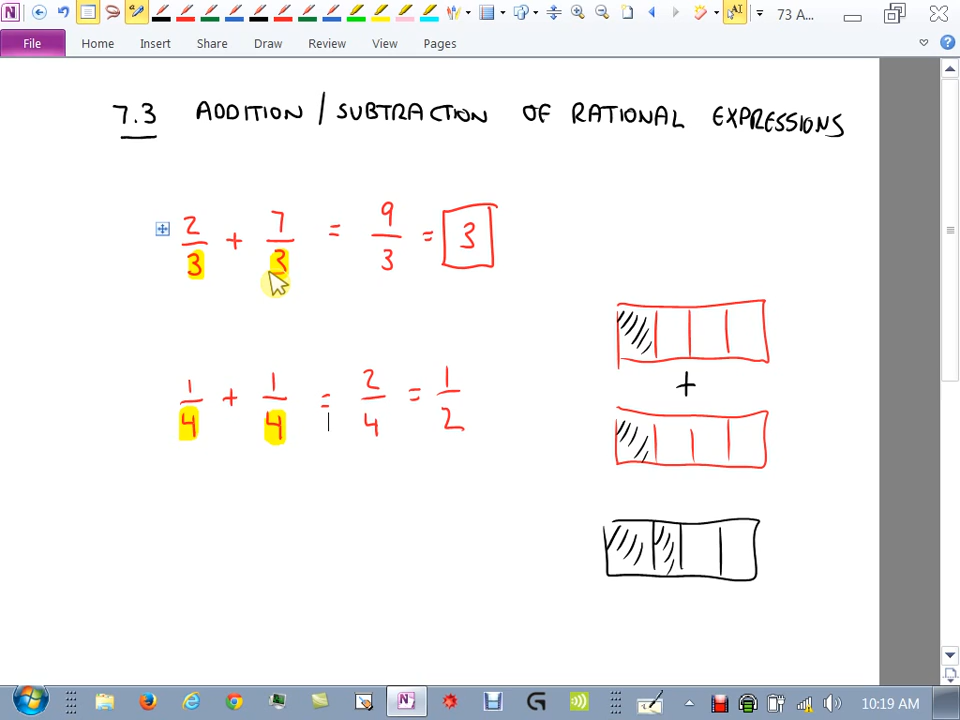 73 A...
File Home Insert Share Draw Review View Pages
7.3 ADDITION / SUBTRACTION OF RATIONAL EXPRESSIONS
2/3 + 7/3 = 9/3 = 3
1/4 + 1/4 = 2/4 = 1/2
+
10:19 AM